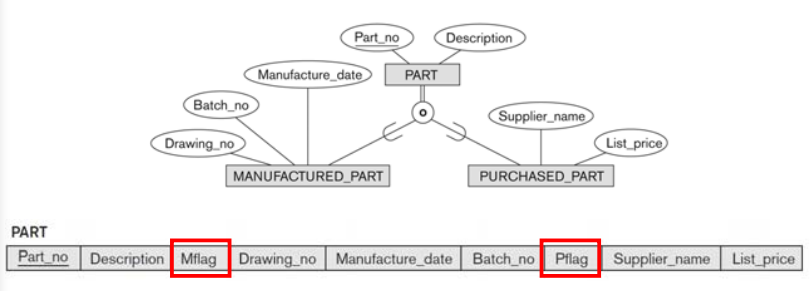 Part_no
Description
PART
Manufacture_date
Batch_no
Drawing_no
o
Supplier_name
List_price
MANUFACTURED_PART
PURCHASED_PART
PART
Part_no Description Mflag Drawing_no Manufacture_date Batch_no Pflag Supplier_name List_price